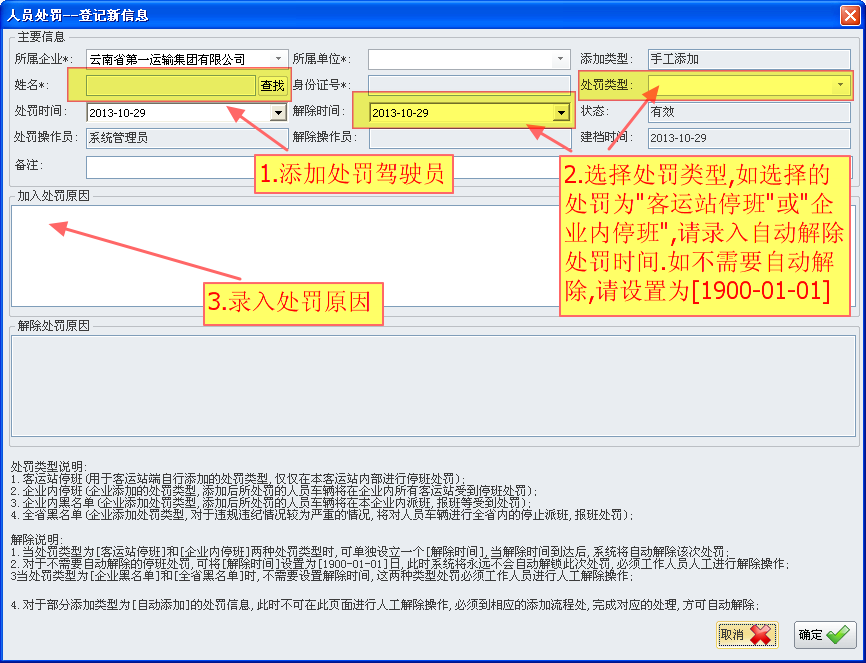 人员处罚--登记新信息
主要信息
所属企业*: 云南省第一运输集团有限公司 所属单位*: 添加类型: 手工添加
姓名*: 查找 身份证号*: 处罚类型:
处罚时间: 2013-10-29 解除时间: 2013-10-29 状态: 有效
处罚操作员: 系统管理员 解除操作员: 建档时间: 2013-10-29
备注:
1.添加处罚驾驶员
2.选择处罚类型,如选择的
处罚为"客运站停班"或"企
业内停班",请录入自动解除
处罚时间.如不需要自动解
除,请设置为[1900-01-01]
加入处罚原因
3.录入处罚原因
解除处罚原因
处罚类型说明:
1. 客运站停班(用于客运站端自行添加的处罚类型, 仅仅在本客运站内部进行停班处罚);
2. 企业内停班(企业添加的处罚类型, 添加后所处罚的人员车辆将在企业内所有客运站受到停班处罚);
3. 企业内黑名单(企业添加处罚类型, 添加后所处罚的人员车辆将在本企业内派班, 报班等受到处罚);
4. 全省黑名单(企业添加处罚类型, 对于违规违纪情况较为严重的情况, 将对人员车辆进行全省内的停止派班, 报班处罚);
解除说明:
1. 当处罚类型为[客运站停班]和[企业内停班]两种处罚类型时, 可单独设立一个[解除时间], 当解除时间到达后, 系统将自动解除该次处罚;
2. 对于不需要自动解除的停班处罚, 可将[解除时间]设置为[1900-01-01]日, 此时系统将永远不会自动解锁此次处罚, 必须工作人员人工进行解除操作;
3当处罚类型为[企业黑名单]和[全省黑名单]时, 不需要设置解除时间, 这两种类型处罚必须工作人员进行人工解除操作;
4. 对于部分添加类型为[自动添加]的处罚信息, 此时不可在此页面进行人工解除操作, 必须到相应的添加流程处, 完成对应的处理, 方可自动解除;
取消 确定